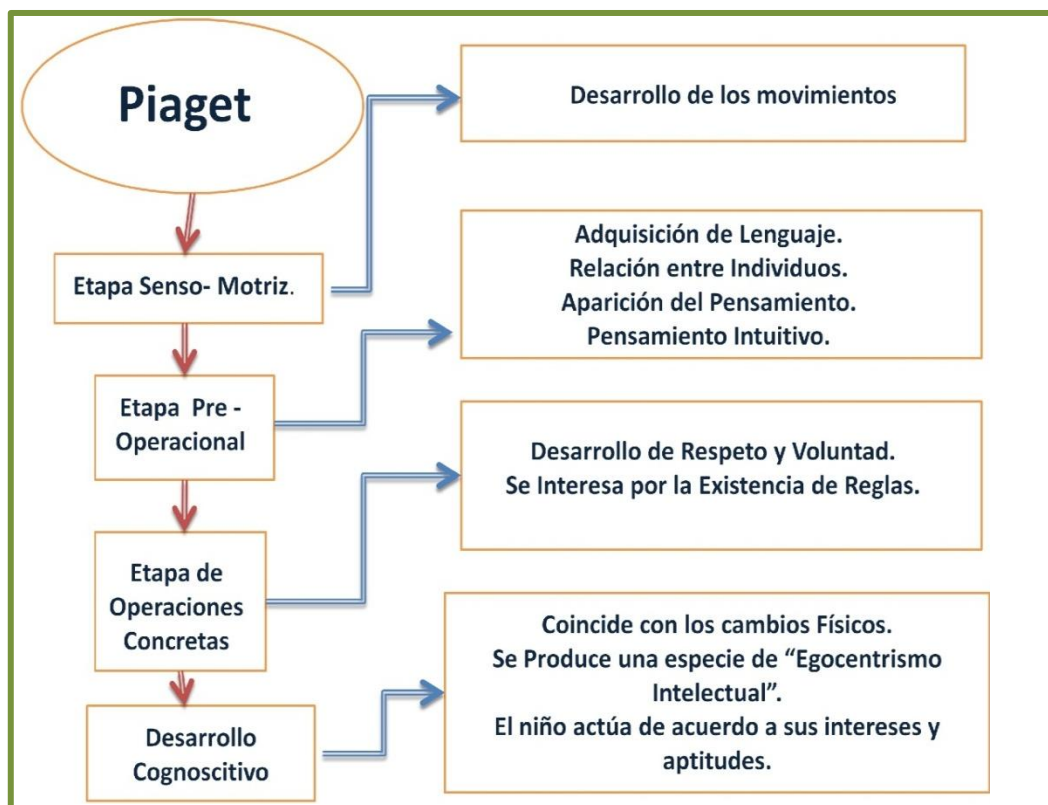 Piaget
Desarrollo de los movimientos
Etapa Senso- Motriz.
Adquisición de Lenguaje.
Relación entre Individuos.
Aparición del Pensamiento.
Pensamiento Intuitivo.
Etapa Pre -
Operacional
Desarrollo de Respeto y Voluntad.
Se Interesa por la Existencia de Reglas.
Etapa de
Operaciones
Concretas
Coincide con los cambios Físicos.
Se Produce una especie de “Egocentrismo
Intelectual”.
El niño actúa de acuerdo a sus intereses y
aptitudes.
Desarrollo
Cognoscitivo